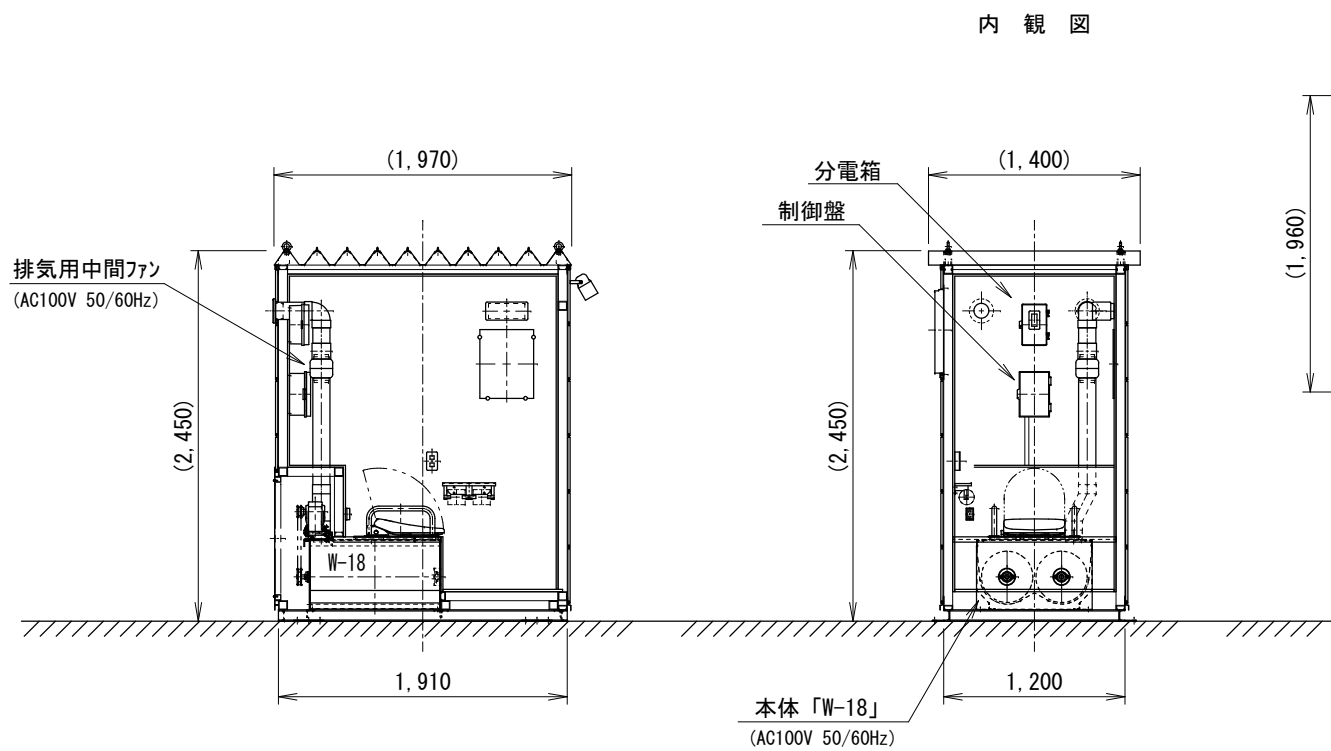 内 観 図
(1,970)
(1,400)
分電箱
制御盤
(1,960)
排気用中間ﾌｧﾝ
(AC100V 50/60Hz)
(2,450)
(2,450)
W-18
1,910
1,200
本体「W-18」
(AC100V 50/60Hz)